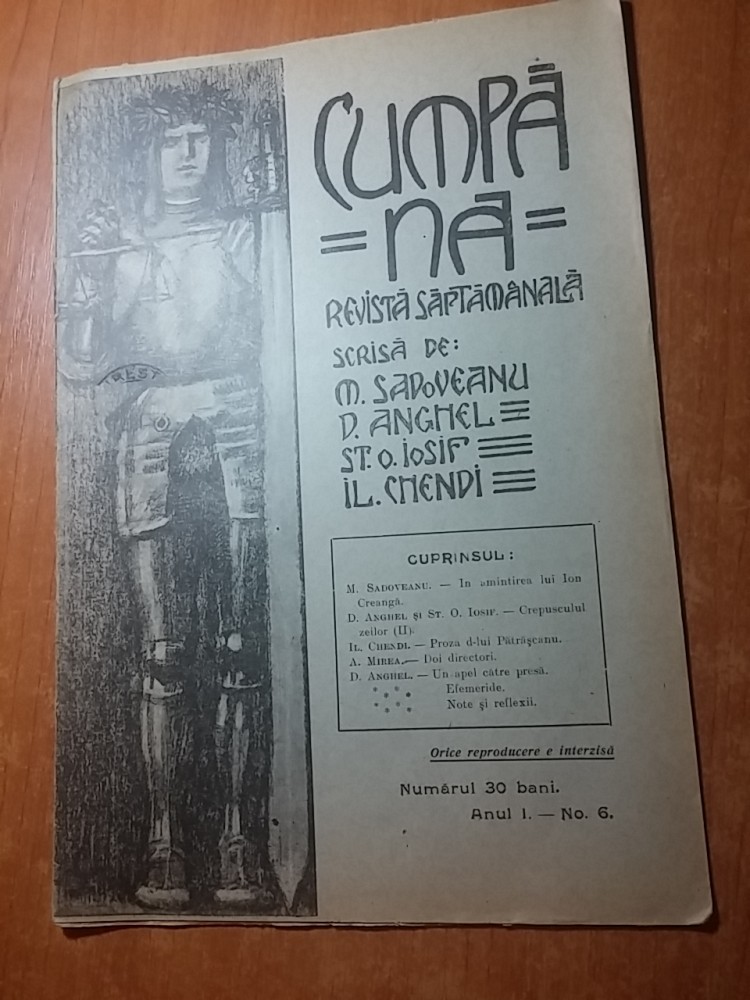 CUMPĂ
= NA =
REVISTĂ SĂPTĂMÂNALĂ
SCRISĂ DE:
M. SADOVEANU
D. ANGHEL
ST. O. IOSIF
IL. CHENDI
CUPRINSUL:
M. SADOVEANU. — In amintirea lui Ion
Creangă.
D. ANGHEL ŞI ST. O. IOSIF. — Crepusculul
zeilor (II).
IL. CHENDI. — Proza d-lui Pătrăşcanu.
A. MIREA. — Doi directori.
D. ANGHEL. — Un apel către presă.
Efemeride.
Note şi reflexii.
Orice reproducere e interzisă
Numărul 30 bani.
Anul I. — No. 6.